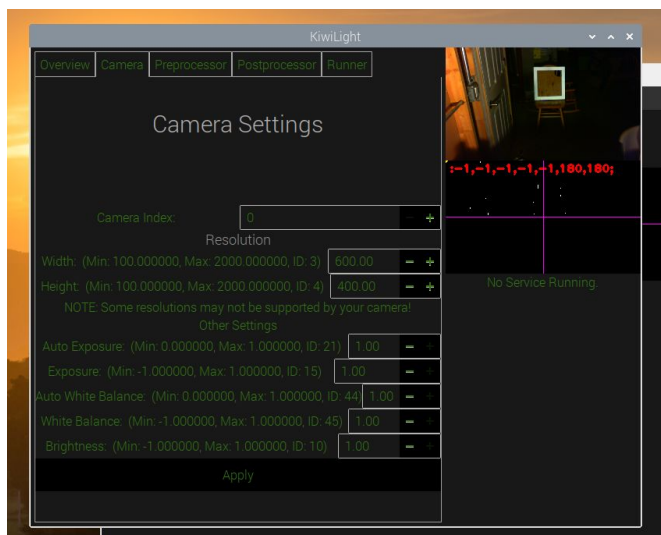 KiwiLight
Overview Camera Preprocessor Postprocessor Runner
Camera Settings
:-1,-1,-1,-1,-1,180,180;
Camera Index: 0 - +
Resolution
Width: (Min: 100.000000, Max: 2000.000000, ID: 3) 600.00 - +
Height: (Min: 100.000000, Max: 2000.000000, ID: 4) 400.00 - +
No Service Running.
NOTE: Some resolutions may not be supported by your camera!
Other Settings
Auto Exposure: (Min: 0.000000, Max: 1.000000, ID: 21) 1.00 - +
Exposure: (Min: -1.000000, Max: 1.000000, ID: 15) 1.00 - +
Auto White Balance: (Min: 0.000000, Max: 1.000000, ID: 44) 1.00 - +
White Balance: (Min: -1.000000, Max: 1.000000, ID: 45) 1.00 - +
Brightness: (Min: -1.000000, Max: 1.000000, ID: 10) 1.00 - +
Apply